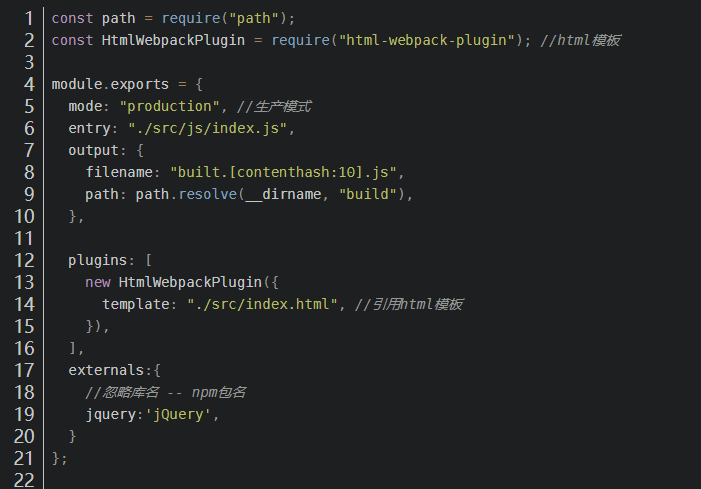 1 const path = require("path");
2 const HtmlWebpackPlugin = require("html-webpack-plugin"); //html模板
3
4 module.exports = {
5   mode: "production", //生产模式
6   entry: "./src/js/index.js",
7   output: {
8     filename: "built.[contenthash:10].js",
9     path: path.resolve(__dirname, "build"),
10   },
11
12   plugins: [
13     new HtmlWebpackPlugin({
14       template: "./src/index.html", //引用html模板
15     }),
16   ],
17   externals:{
18     //忽略库名 -- npm包名
19     jquery:'jQuery',
20   }
21 };
22